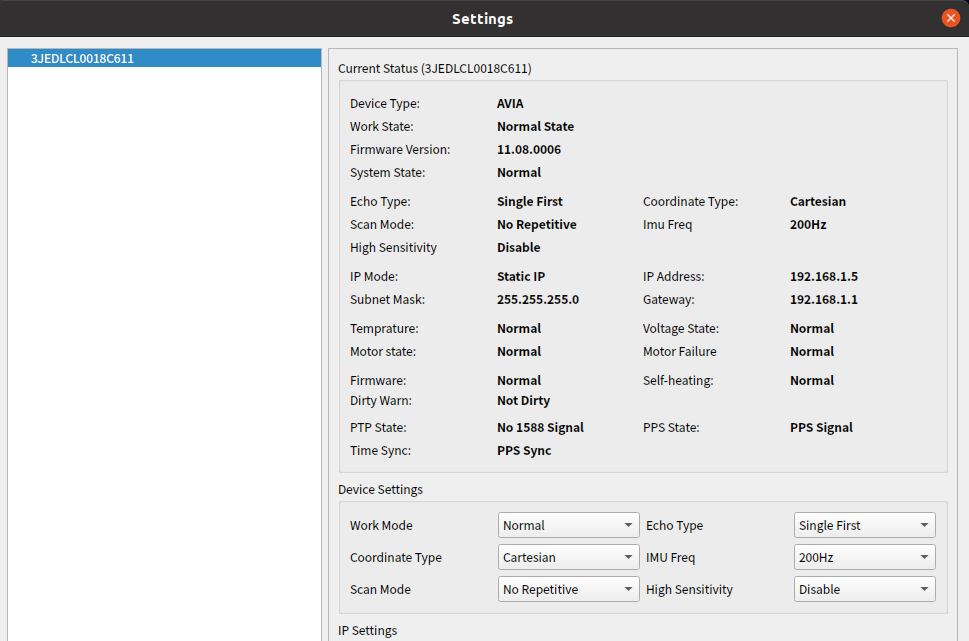 Settings
3JEDLCL0018C611
Current Status (3JEDLCL0018C611)
Device Type: AVIA
Work State: Normal State
Firmware Version: 11.08.0006
System State: Normal
Echo Type: Single First Coordinate Type: Cartesian
Scan Mode: No Repetitive Imu Freq 200Hz
High Sensitivity Disable
IP Mode: Static IP IP Address: 192.168.1.5
Subnet Mask: 255.255.255.0 Gateway: 192.168.1.1
Temprature: Normal Voltage State: Normal
Motor state: Normal Motor Failure Normal
Firmware: Normal Self-heating: Normal
Dirty Warn: Not Dirty
PTP State: No 1588 Signal PPS State: PPS Signal
Time Sync: PPS Sync
Device Settings
Work Mode Normal Echo Type Single First
Coordinate Type Cartesian IMU Freq 200Hz
Scan Mode No Repetitive High Sensitivity Disable
IP Settings